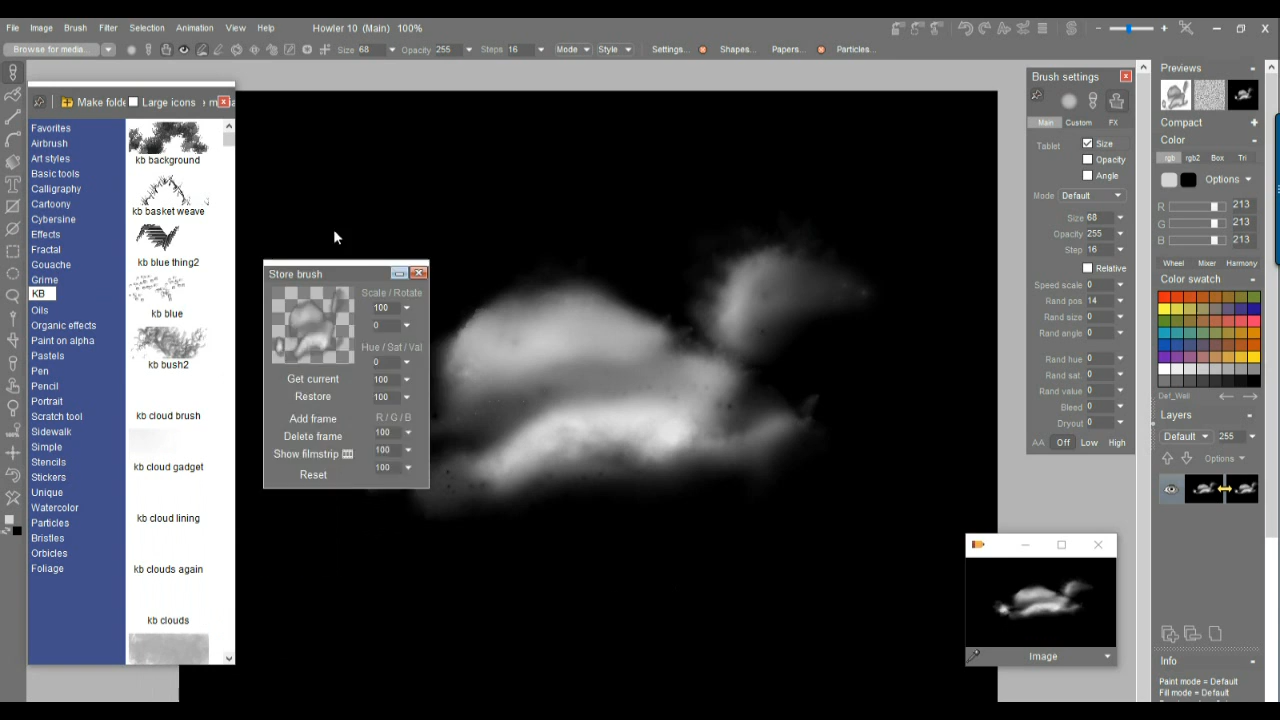 File Image Brush Filter Selection Animation View Help Howler 10 (Main) 100%
Browse for media... Size 68 Opacity 255 Steps 16 Mode Style Settings... Shapes... Papers... Particles...
Make folde Large icons
Favorites
Airbrush
Art styles
Basic tools
Calligraphy
Cartoony
Cybersine
Effects
Fractal
Gouache
Grime
KB
Oils
Organic effects
Paint on alpha
Pastels
Pen
Pencil
Portrait
Scratch tool
Sidewalk
Simple
Stencils
Stickers
Unique
Watercolor
Particles
Bristles
Orbicles
Foliage
kb background
kb basket weave
kb blue thing2
kb blue
kb bush2
kb cloud brush
kb cloud gadget
kb cloud lining
kb clouds again
kb clouds
Store brush
Scale / Rotate
100
0
Hue / Sat / Val
0
Get current 100
Restore 100
Add frame R / G / B
100
Delete frame
Show filmstrip 100
Reset 100
Brush settings
Main Custom FX
Tablet Size
Opacity
Angle
Mode Default
Size 68
Opacity 255
Step 16
Relative
Speed scale 0
Rand pos 14
Rand size 0
Rand angle 0
Rand hue 0
Rand sat. 0
Rand value 0
Bleed 0
Dryout 0
AA Off Low High
Image
Previews
Compact
Color
rgb rgb2 Box Tri
Options
R 213
G 213
B 213
Wheel Mixer Harmony
Color swatch
Def_Wall
Layers
Default 255
Options
Info
Paint mode = Default
Fill mode = Default